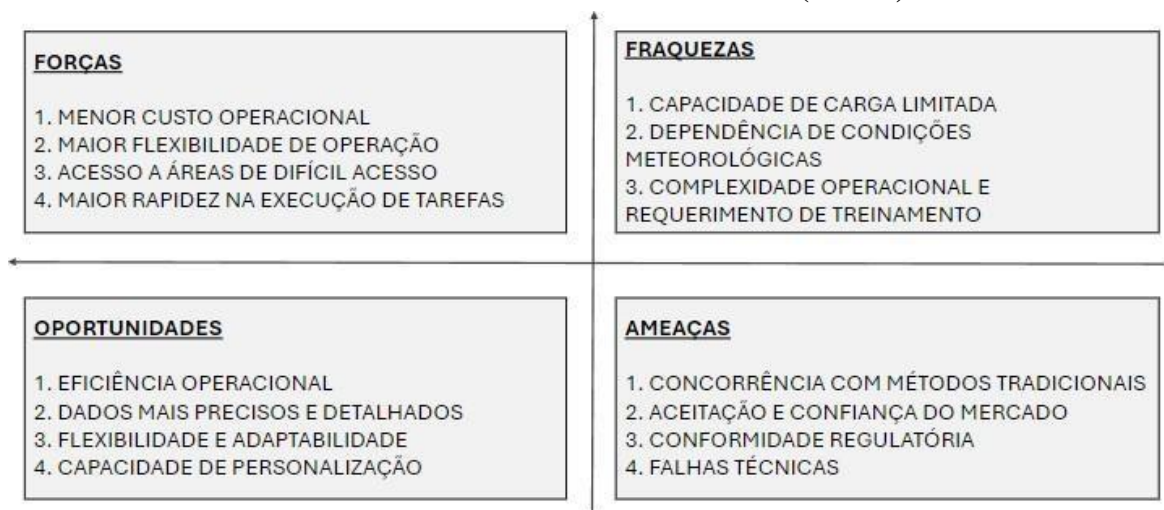 FORÇAS
1. MENOR CUSTO OPERACIONAL
2. MAIOR FLEXIBILIDADE DE OPERAÇÃO
3. ACESSO A ÁREAS DE DIFÍCIL ACESSO
4. MAIOR RAPIDEZ NA EXECUÇÃO DE TAREFAS
FRAQUEZAS
1. CAPACIDADE DE CARGA LIMITADA
2. DEPENDÊNCIA DE CONDIÇÕES
METEOROLÓGICAS
3. COMPLEXIDADE OPERACIONAL E
REQUERIMENTO DE TREINAMENTO
OPORTUNIDADES
1. EFICIÊNCIA OPERACIONAL
2. DADOS MAIS PRECISOS E DETALHADOS
3. FLEXIBILIDADE E ADAPTABILIDADE
4. CAPACIDADE DE PERSONALIZAÇÃO
AMEAÇAS
1. CONCORRÊNCIA COM MÉTODOS TRADICIONAIS
2. ACEITAÇÃO E CONFIANÇA DO MERCADO
3. CONFORMIDADE REGULATÓRIA
4. FALHAS TÉCNICAS